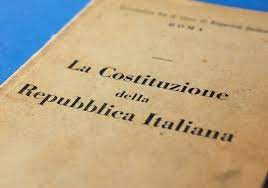 ROMA
La Costituzione
della
Repubblica Italiana